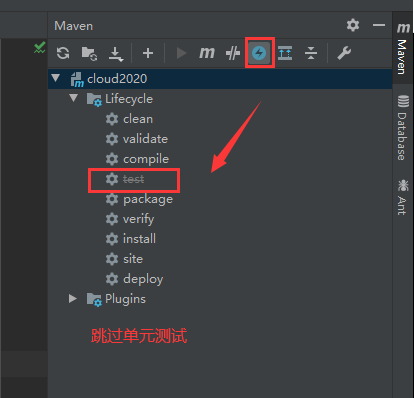 Maven
cloud2020
Lifecycle
clean
validate
compile
test
package
verify
install
site
deploy
Plugins
跳过单元测试
Maven
Database
Ant